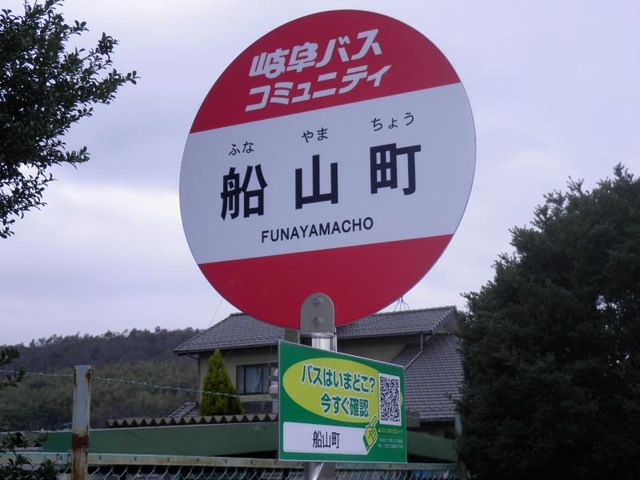 岐阜バス
コミュニティ
ふな やま ちょう
船山町
FUNAYAMACHO
バスはいまどこ?
今すぐ確認
船山町